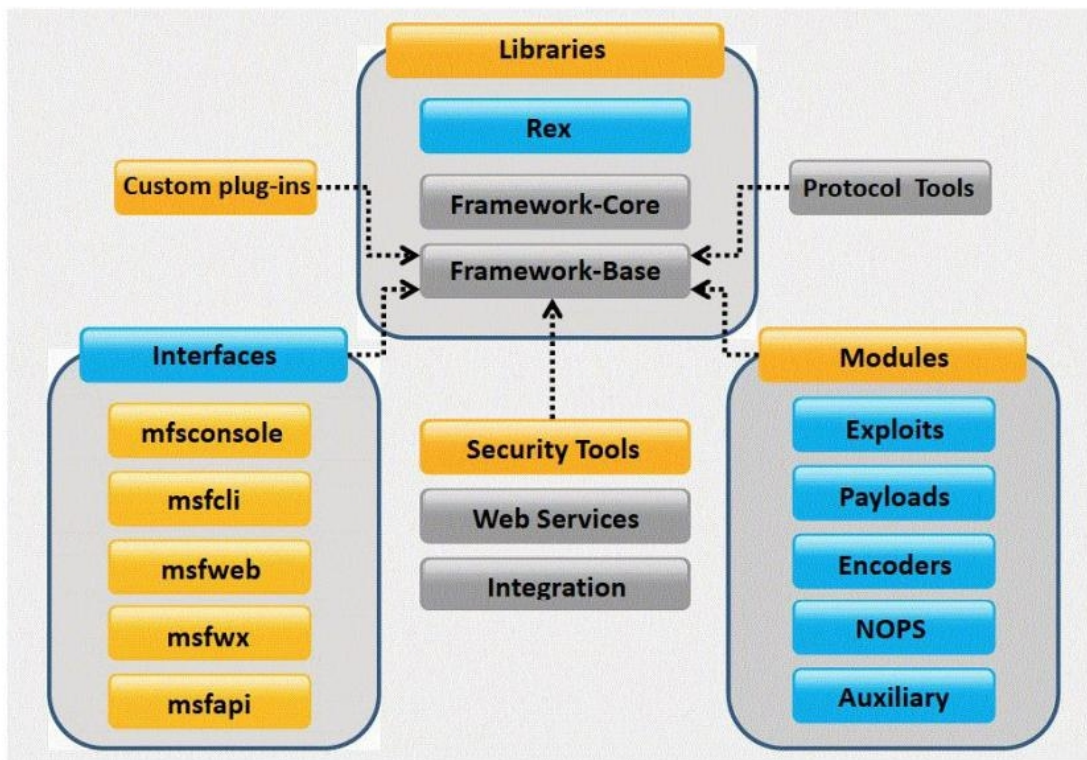 Libraries
Rex
Custom plug-ins
Protocol Tools
Framework-Core
Framework-Base
Interfaces
mfsconsole
msfcli
msfweb
msfwx
msfapi
Security Tools
Web Services
Integration
Modules
Exploits
Payloads
Encoders
NOPS
Auxiliary